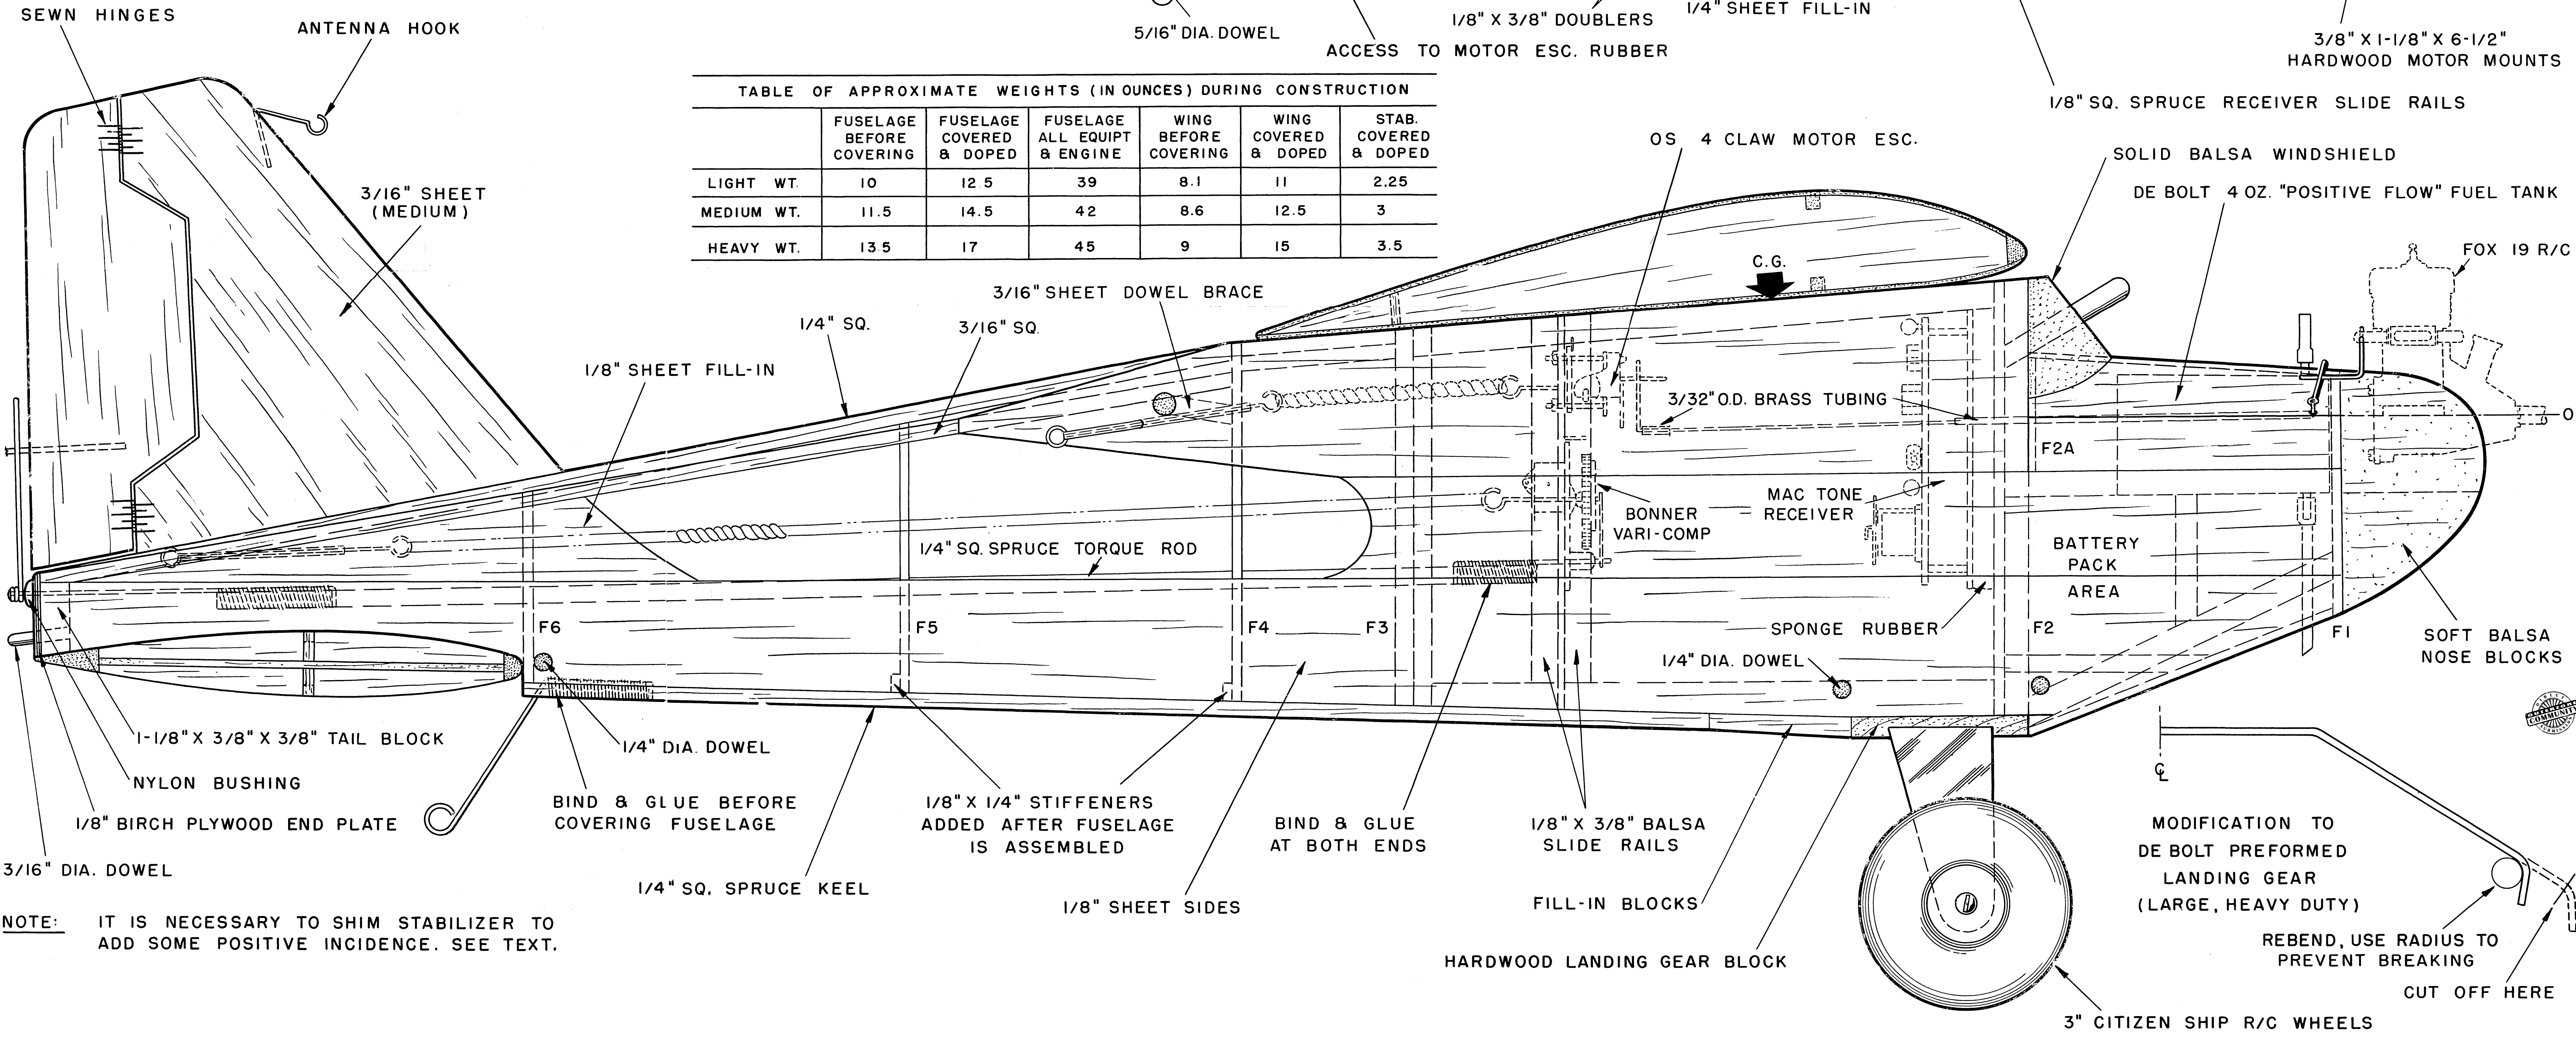 SEWN HINGES
ANTENNA HOOK
5/16" DIA. DOWEL
1/8" X 3/8" DOUBLERS
1/4" SHEET FILL-IN
ACCESS TO MOTOR ESC. RUBBER
3/8" X 1-1/8" X 6-1/2"
HARDWOOD MOTOR MOUNTS
1/8" SQ. SPRUCE RECEIVER SLIDE RAILS
TABLE OF APPROXIMATE WEIGHTS (IN OUNCES) DURING CONSTRUCTION
FUSELAGE BEFORE COVERING
FUSELAGE COVERED & DOPED
FUSELAGE ALL EQUIPT & ENGINE
WING BEFORE COVERING
WING COVERED & DOPED
STAB. COVERED & DOPED
LIGHT WT. 10 12 5 39 8.1 11 2.25
MEDIUM WT. 11.5 14.5 42 8.6 12.5 3
HEAVY WT. 13.5 17 45 9 15 3.5
OS 4 CLAW MOTOR ESC.
SOLID BALSA WINDSHIELD
DE BOLT 4 OZ. "POSITIVE FLOW" FUEL TANK
FOX 19 R/C
3/16" SHEET
(MEDIUM)
C.G.
3/16" SHEET DOWEL BRACE
1/4" SQ.
3/16" SQ.
1/8" SHEET FILL-IN
3/32" O.D. BRASS TUBING
O
F2A
MAC TONE
RECEIVER
BONNER
VARI-COMP
BATTERY
PACK
AREA
1/4" SQ. SPRUCE TORQUE ROD
F6
F5
F4
F3
SPONGE RUBBER
F2
F1
1/4" DIA. DOWEL
SOFT BALSA
NOSE BLOCKS
1-1/8" X 3/8" X 3/8" TAIL BLOCK
NYLON BUSHING
1/8" BIRCH PLYWOOD END PLATE
3/16" DIA. DOWEL
1/4" DIA. DOWEL
BIND & GLUE BEFORE
COVERING FUSELAGE
1/4" SQ. SPRUCE KEEL
1/8" X 1/4" STIFFENERS
ADDED AFTER FUSELAGE
IS ASSEMBLED
1/8" SHEET SIDES
BIND & GLUE
AT BOTH ENDS
1/8" X 3/8" BALSA
SLIDE RAILS
FILL-IN BLOCKS
HARDWOOD LANDING GEAR BLOCK
CL
MODIFICATION TO
DE BOLT PREFORMED
LANDING GEAR
(LARGE, HEAVY DUTY)
REBEND, USE RADIUS TO
PREVENT BREAKING
CUT OFF HERE
3" CITIZEN SHIP R/C WHEELS
NOTE: IT IS NECESSARY TO SHIM STABILIZER TO
ADD SOME POSITIVE INCIDENCE. SEE TEXT.